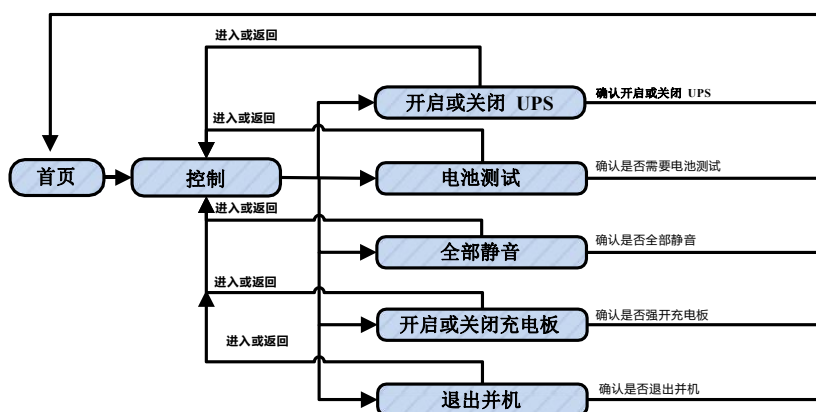 进入或返回
开启或关闭 UPS
确认开启或关闭 UPS
进入或返回
首页
控制
电池测试
确认是否需要电池测试
进入或返回
全部静音
确认是否全部静音
进入或返回
开启或关闭充电板
确认是否强开充电板
进入或返回
退出并机
确认是否退出并机